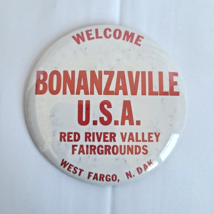 WELCOME
BONANZAVILLE
U.S.A.
RED RIVER VALLEY
FAIRGROUNDS
WEST FARGO, N. DAK